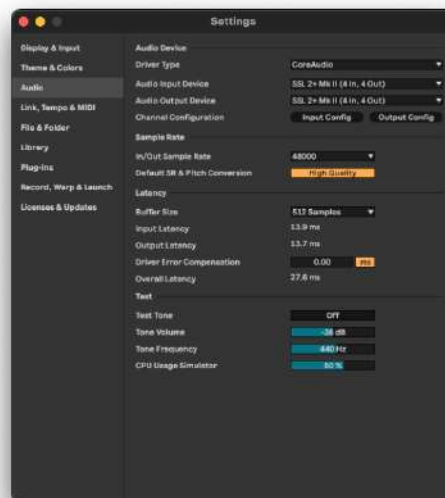 Settings
Display & Input
Theme & Colors
Audio
Link, Tempo & MIDI
File & Folder
Library
Plug-Ins
Record, Warp & Launch
Licenses & Updates
Audio Device
Driver Type CoreAudio
Audio Input Device SSL 2+ Mk II (4 In, 4 Out)
Audio Output Device SSL 2+ Mk II (4 In, 4 Out)
Channel Configuration Input Config Output Config
Sample Rate
In/Out Sample Rate 48000
Default SR & Pitch Conversion High Quality
Latency
Buffer Size 512 Samples
Input Latency 13.9 ms
Output Latency 13.7 ms
Driver Error Compensation 0.00 ms
Overall Latency 27.6 ms
Test
Test Tone Off
Tone Volume -36 dB
Tone Frequency 440 Hz
CPU Usage Simulator 50 %